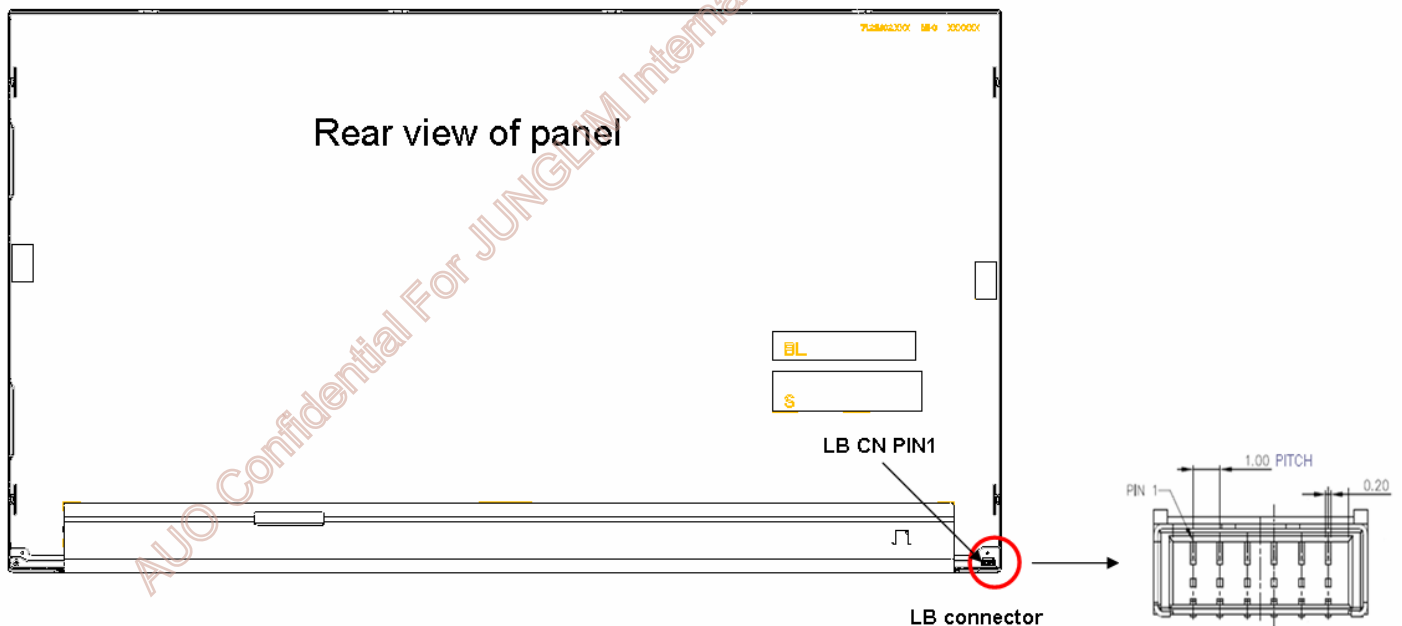 Rear view of panel
AUO Confidential For JUNGLIM Interna
BL
S
LB CN PIN1
1.00 PITCH
PIN 1
0.20
LB connector